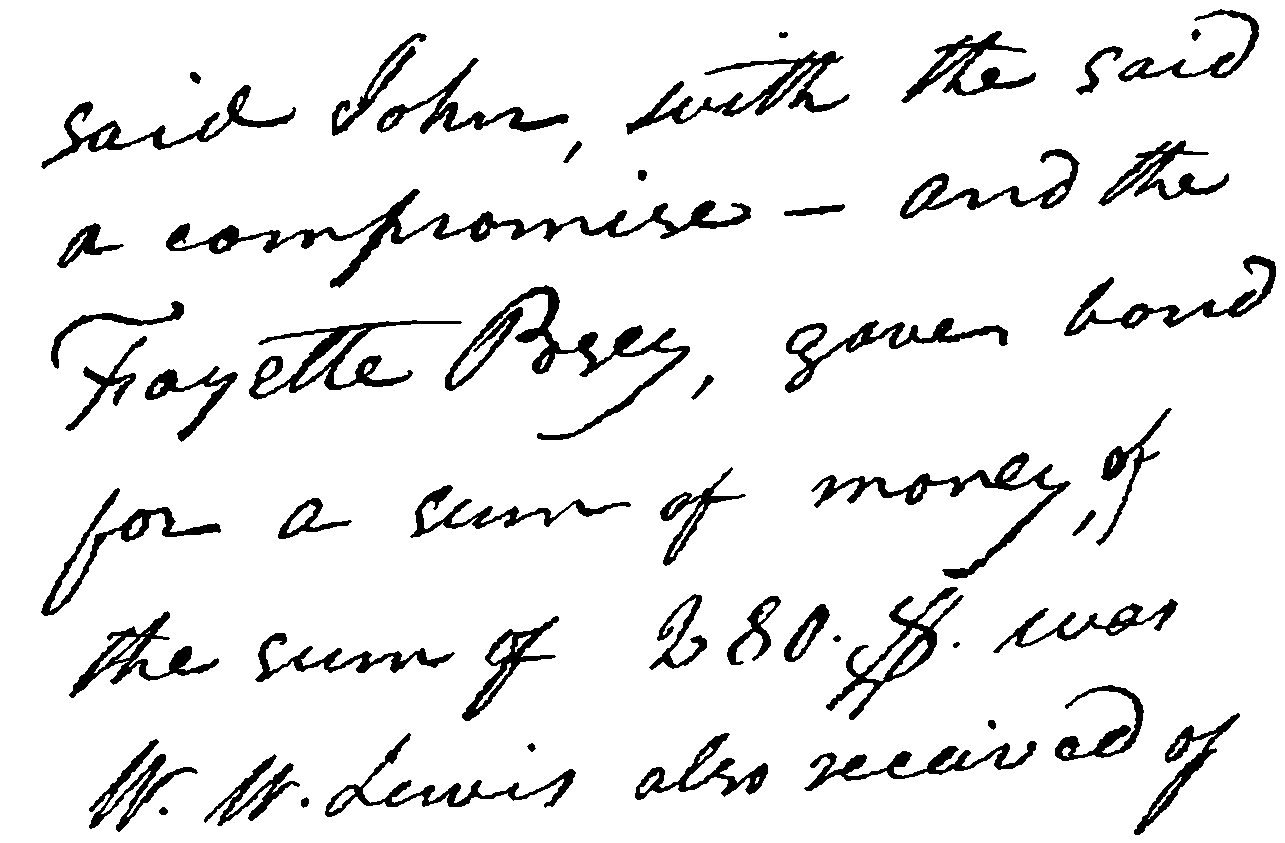 said John, with the said
a compromise — and the
Fayette Posey, gave bond
for a sum of money, of
the sum of 280. $. was
W. W. Lewis also received of